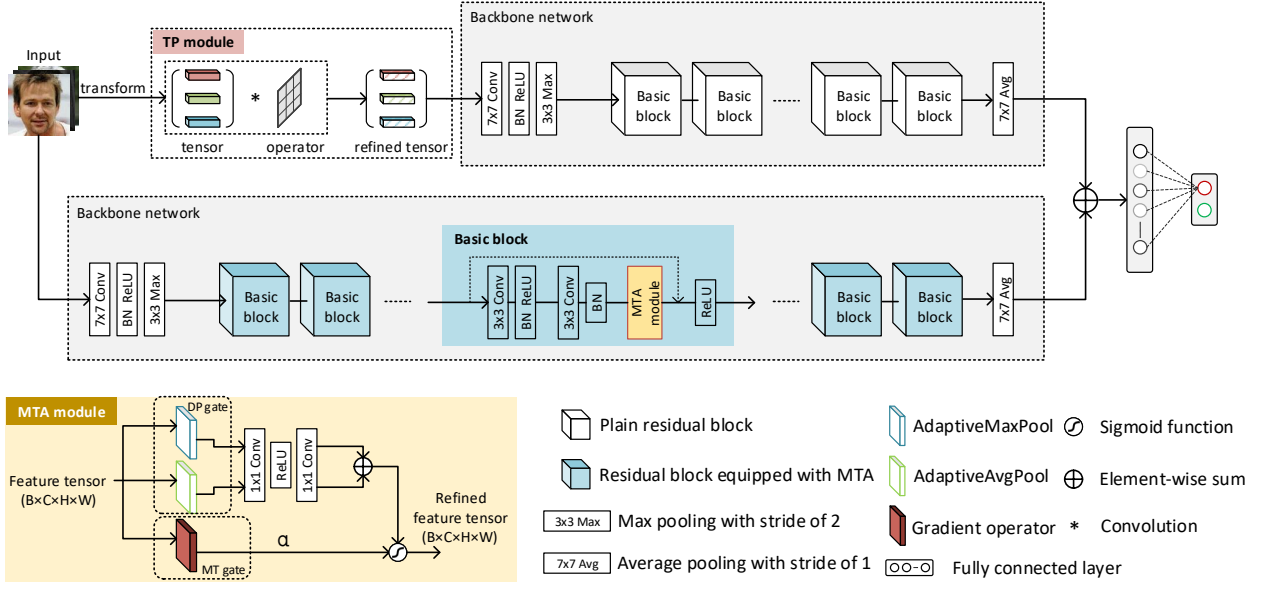 Backbone network
TP module
Input
transform
*
tensor
operator
refined tensor
7x7 Conv
BN ReLU
3x3 Max
Basic block
Basic block
......
Basic block
Basic block
7x7 Avg
Backbone network
7x7 Conv
BN ReLU
3x3 Max
Basic block
Basic block
......
Basic block
3x3 Conv
BN ReLU
3x3 Conv
BN
MTA module
ReLU
......
Basic block
Basic block
7x7 Avg
MTA module
DP gate
Feature tensor
(B×C×H×W)
1x1 Conv
ReLU
1x1 Conv
MT gate
α
Refined
feature tensor
(B×C×H×W)
Plain residual block
Residual block equipped with MTA
3x3 Max
Max pooling with stride of 2
7x7 Avg
Average pooling with stride of 1
AdaptiveMaxPool
AdaptiveAvgPool
Gradient operator
Fully connected layer
Sigmoid function
Element-wise sum
* Convolution